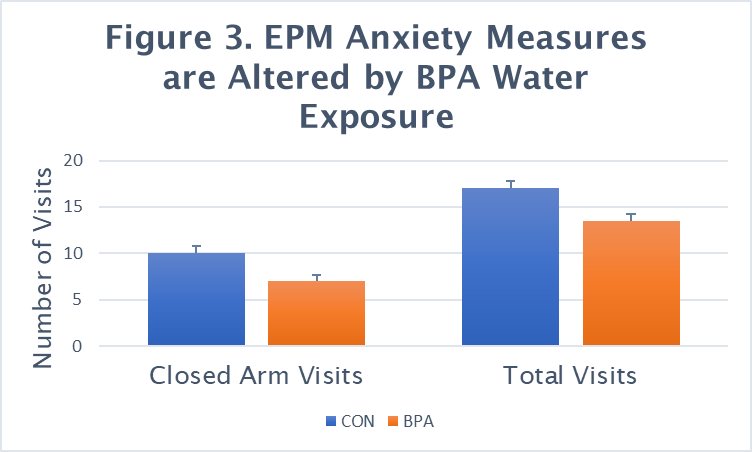 Figure 3. EPM Anxiety Measures
are Altered by BPA Water
Exposure
Number of Visits
20
15
10
5
0
Closed Arm Visits
Total Visits
CON
BPA